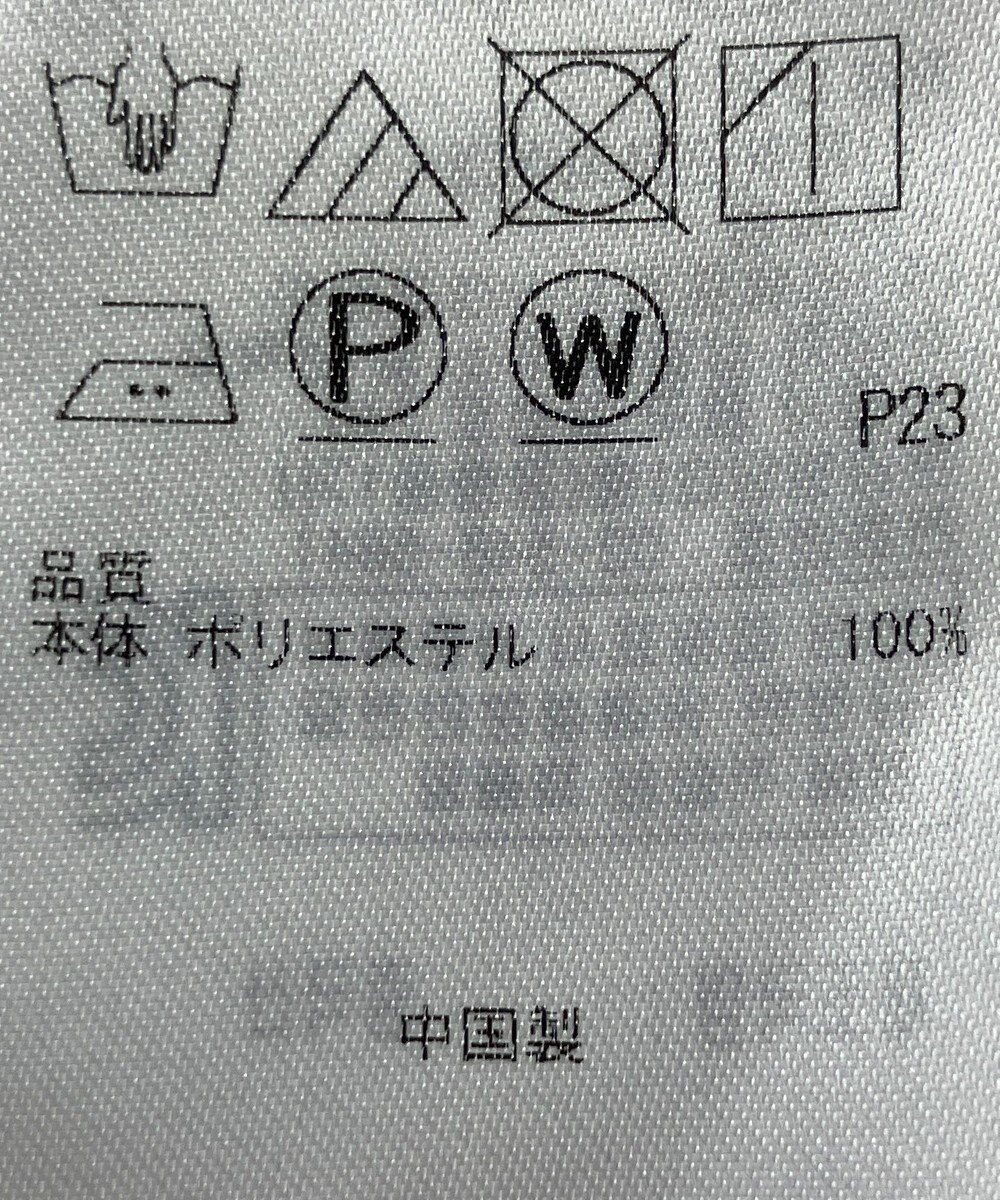 P W
P23
品質
本体 ポリエステル 100%
中国製